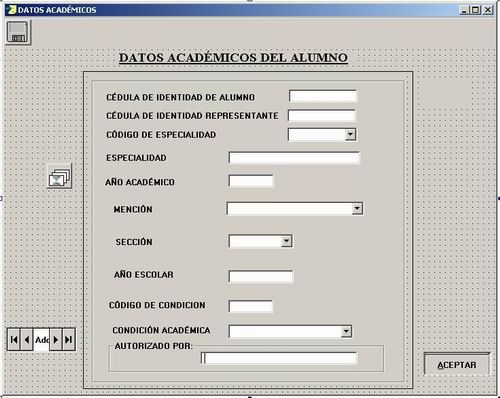 DATOS ACADÉMICOS
DATOS ACADÉMICOS DEL ALUMNO
CÉDULA DE IDENTIDAD DE ALUMNO
CÉDULA DE IDENTIDAD REPRESENTANTE
CÓDIGO DE ESPECIALIDAD
ESPECIALIDAD
AÑO ACADÉMICO
MENCIÓN
SECCIÓN
AÑO ESCOLAR
CÓDIGO DE CONDICION
CONDICIÓN ACADÉMICA
AUTORIZADO POR:
Adc
ACEPTAR